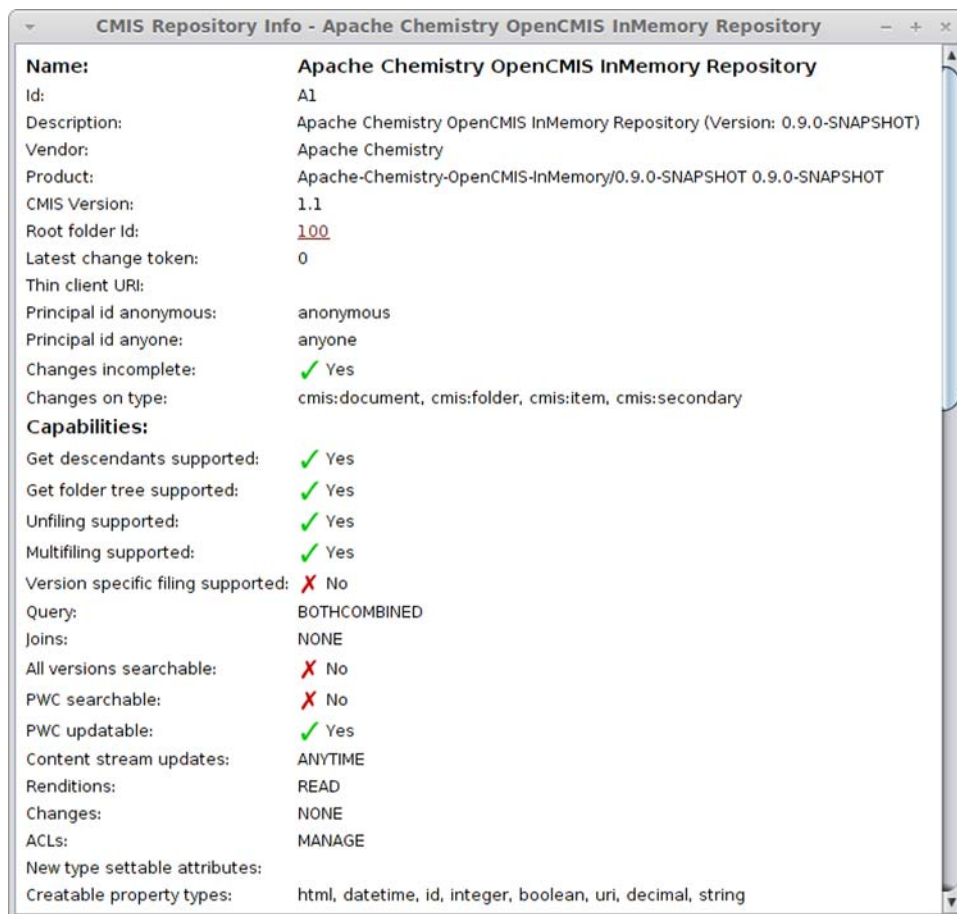 CMIS Repository Info - Apache Chemistry OpenCMIS InMemory Repository
Name: Apache Chemistry OpenCMIS InMemory Repository
Id: A1
Description: Apache Chemistry OpenCMIS InMemory Repository (Version: 0.9.0-SNAPSHOT)
Vendor: Apache Chemistry
Product: Apache-Chemistry-OpenCMIS-InMemory/0.9.0-SNAPSHOT 0.9.0-SNAPSHOT
CMIS Version: 1.1
Root folder Id: 100
Latest change token: 0
Thin client URI:
Principal id anonymous: anonymous
Principal id anyone: anyone
Changes incomplete: ✓ Yes
Changes on type: cmis:document, cmis:folder, cmis:item, cmis:secondary
Capabilities:
Get descendants supported: ✓ Yes
Get folder tree supported: ✓ Yes
Unfiling supported: ✓ Yes
Multifiling supported: ✓ Yes
Version specific filing supported: ✗ No
Query: BOTHCOMBINED
Joins: NONE
All versions searchable: ✗ No
PWC searchable: ✗ No
PWC updatable: ✓ Yes
Content stream updates: ANYTIME
Renditions: READ
Changes: NONE
ACLs: MANAGE
New type settable attributes:
Creatable property types: html, datetime, id, integer, boolean, uri, decimal, string